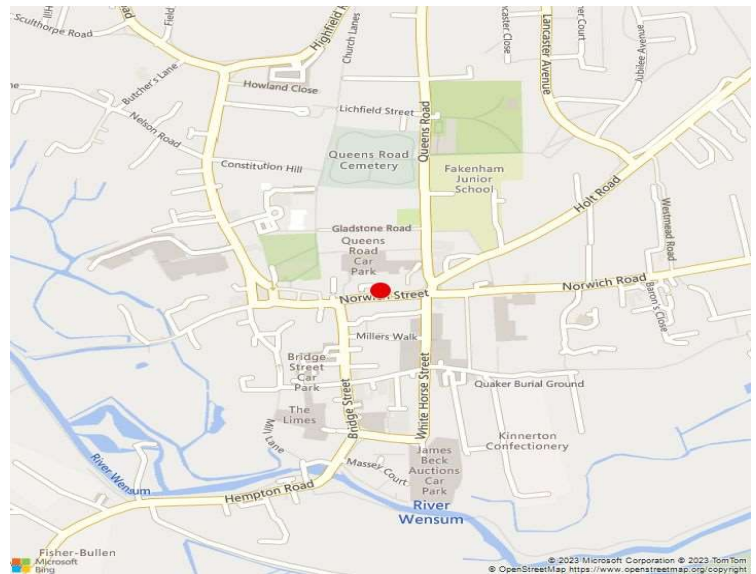 Sculthorpe Road
Highfield R
Church Lanes
Lancaster Avenue
Jubilee Avenue
Butcher's Lane
Howland Close
Nelson Road
Lichfield Street
Queens Road
Constitution Hill
Queens Road
Cemetery
Fakenham
Junior
School
Holt Road
Westmead Road
Gladstone Road
Queens
Road
Car
Park
Norwich Street
Norwich Road
Baron's Close
Millers Walk
Bridge
Street
Car
Park
Bridge Street
White Horse Street
Quaker Burial Ground
The
Limes
Mill Lane
Kinnerton
Confectionery
James
Beck
Auctions
Car
Park
Massey Court
River Wensum
Hempton Road
River
Wensum
Fisher-Bullen
Microsoft
Bing
© 2023 Microsoft Corporation © 2023 TomTom
© OpenStreetMap https://www.openstreetmap.org/copyright